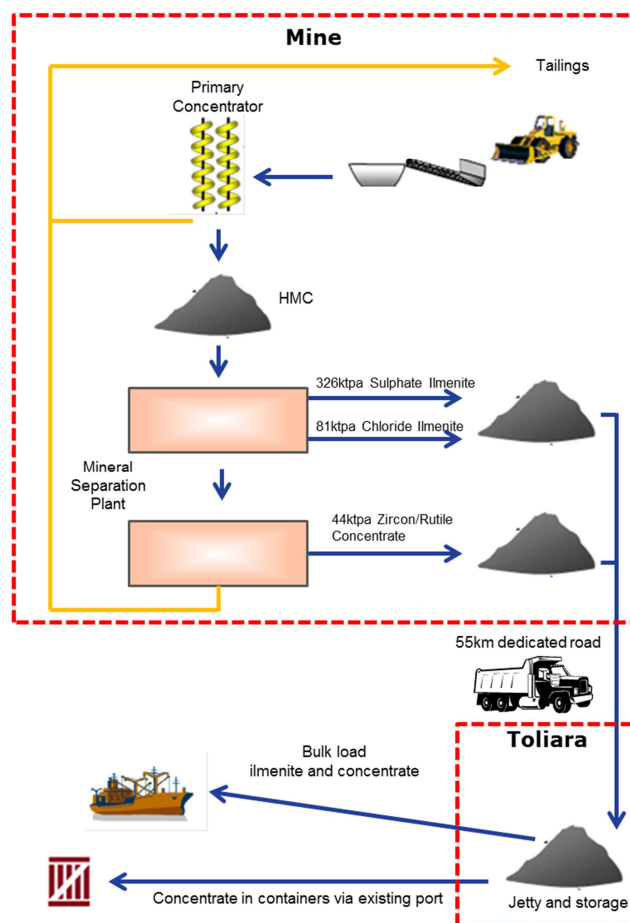 Mine
Tailings
Primary
Concentrator
HMC
326ktpa Sulphate Ilmenite
81ktpa Chloride Ilmenite
Mineral
Separation
Plant
44ktpa Zircon/Rutile
Concentrate
55km dedicated road
Toliara
Bulk load
ilmenite and concentrate
Concentrate in containers via existing port
Jetty and storage